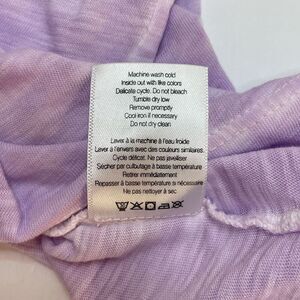 Machine wash cold
Inside out with like colors
Delicate cycle. Do not bleach
Tumble dry low
Remove promptly
Cool iron if necessary
Do not dry clean
Laver à la machine à l'eau froide
Laver à l'envers avec des couleurs similaires.
Cycle délicat. Ne pas javelliser
Sécher par culbutage à basse température
Retirer immédiatement
Repasser à basse température si nécessaire
Ne pas nettoyer à sec